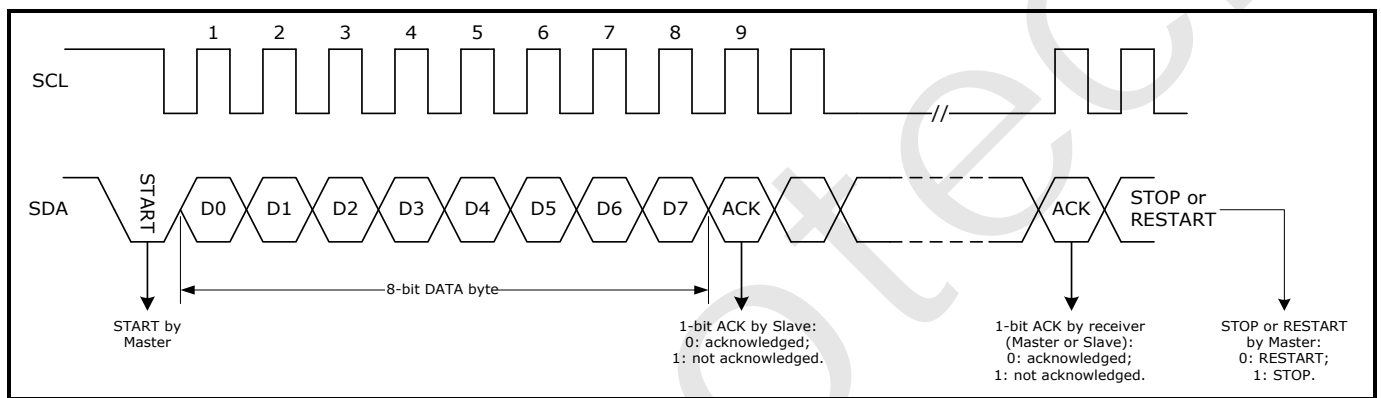 1 2 3 4 5 6 7 8 9
SCL
//
SDA
START
D0 D1 D2 D3 D4 D5 D6 D7 ACK
ACK
STOP or
RESTART
8-bit DATA byte
START by
Master
1-bit ACK by Slave:
0: acknowledged;
1: not acknowledged.
1-bit ACK by receiver
(Master or Slave):
0: acknowledged;
1: not acknowledged.
STOP or RESTART
by Master:
0: RESTART;
1: STOP.
otec